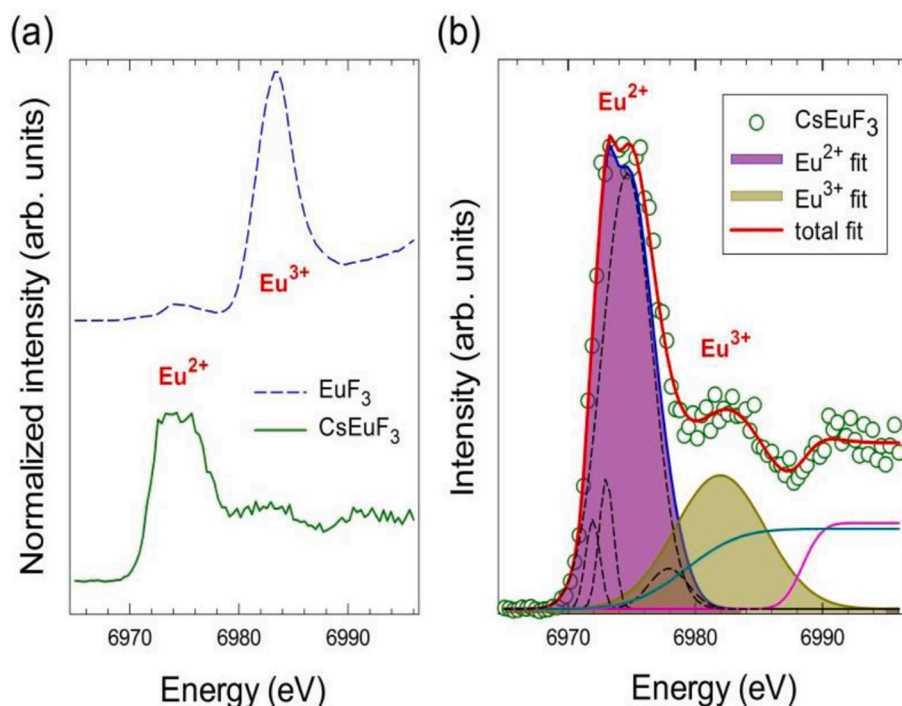 (a)
Normalized intensity (arb. units)
Eu³⁺
Eu²⁺
EuF₃
CsEuF₃
6970 6980 6990
Energy (eV)
(b)
Intensity (arb. units)
Eu²⁺
CsEuF₃
Eu²⁺ fit
Eu³⁺ fit
total fit
Eu³⁺
6970 6980 6990
Energy (eV)